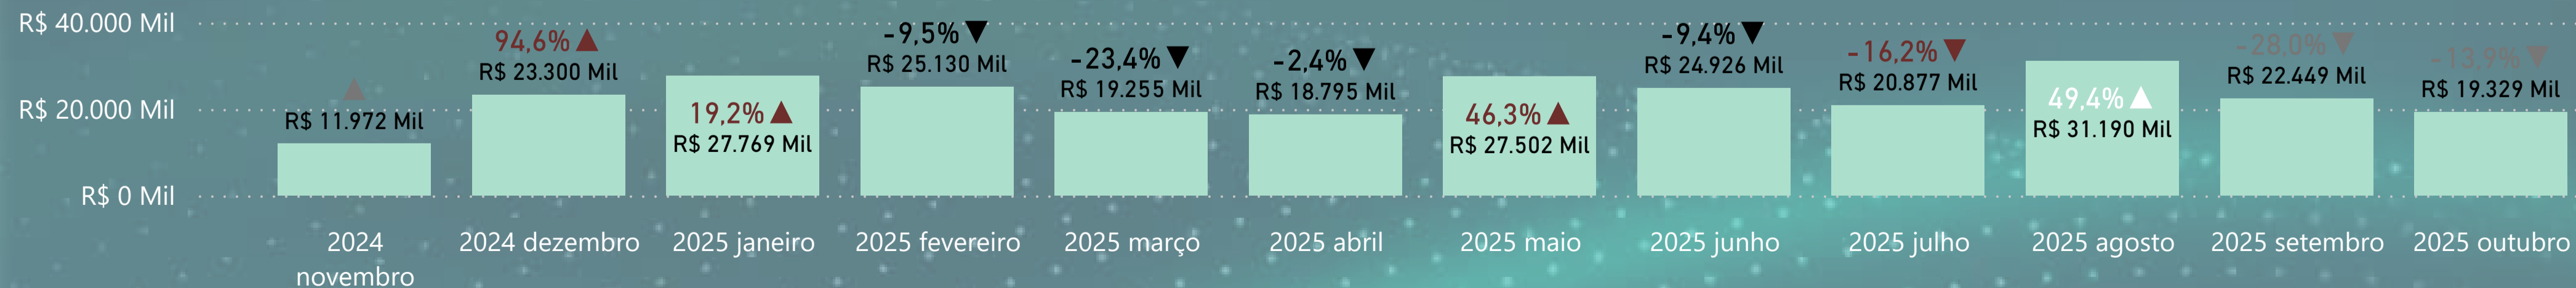 R$ 40.000 Mil
R$ 20.000 Mil
R$ 0 Mil
▲
R$ 11.972 Mil
94,6% ▲
R$ 23.300 Mil
19,2% ▲
R$ 27.769 Mil
-9,5% ▼
R$ 25.130 Mil
-23,4% ▼
R$ 19.255 Mil
-2,4% ▼
R$ 18.795 Mil
46,3% ▲
R$ 27.502 Mil
-9,4% ▼
R$ 24.926 Mil
-16,2% ▼
R$ 20.877 Mil
49,4% ▲
R$ 31.190 Mil
-28,0% ▼
R$ 22.449 Mil
-13,9% ▼
R$ 19.329 Mil
2024
novembro
2024 dezembro
2025 janeiro
2025 fevereiro
2025 março
2025 abril
2025 maio
2025 junho
2025 julho
2025 agosto
2025 setembro
2025 outubro